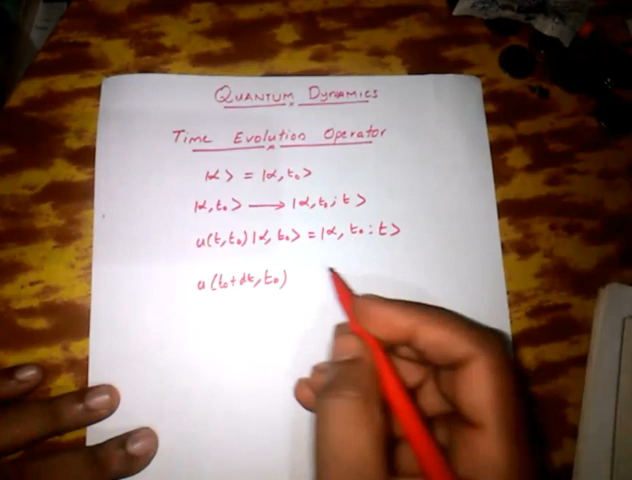 QUANTUM DYNAMICS
Time Evolution Operator
|α> = |α, t₀>
|α, t₀> ⟶ |α, t₀; t>
u(t, t₀)|α, t₀> = |α, t₀: t>
u(t₀+dt, t₀)